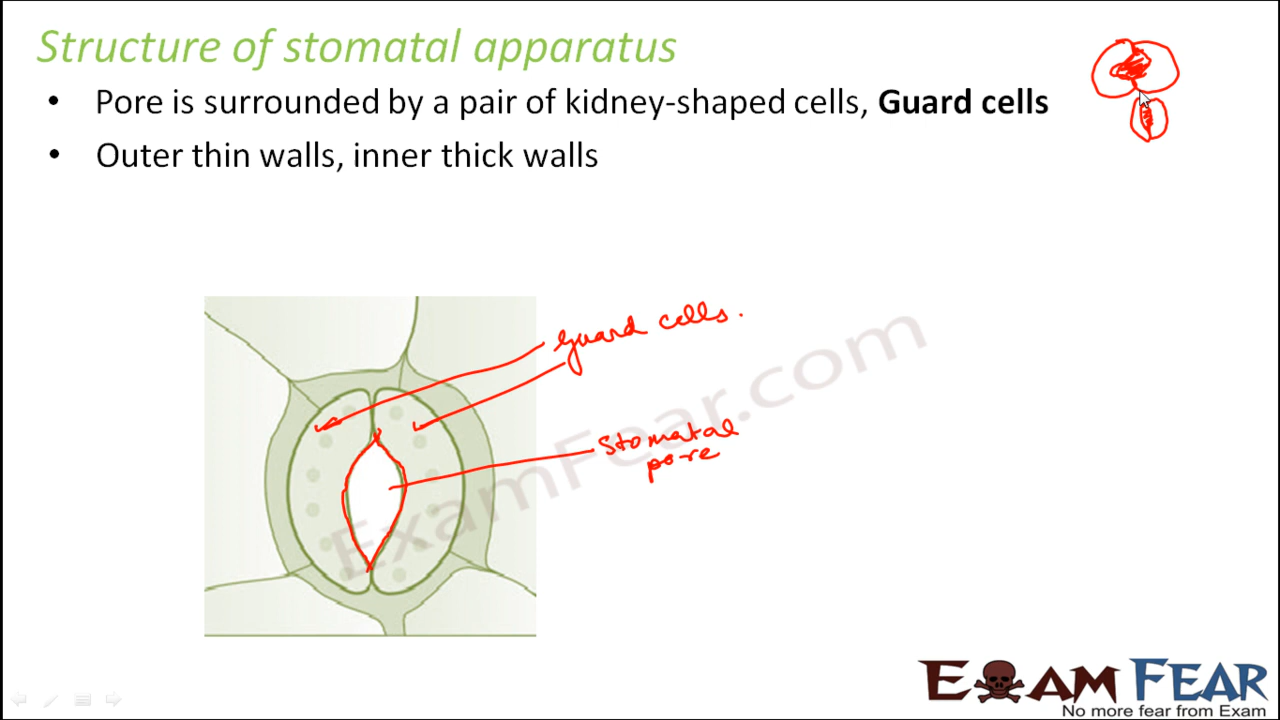 Structure of stomatal apparatus
• Pore is surrounded by a pair of kidney-shaped cells, Guard cells
• Outer thin walls, inner thick walls
Guard cells.
Stomatal
pore
ExamFear.com
EXAM FEAR
No more fear from Exam